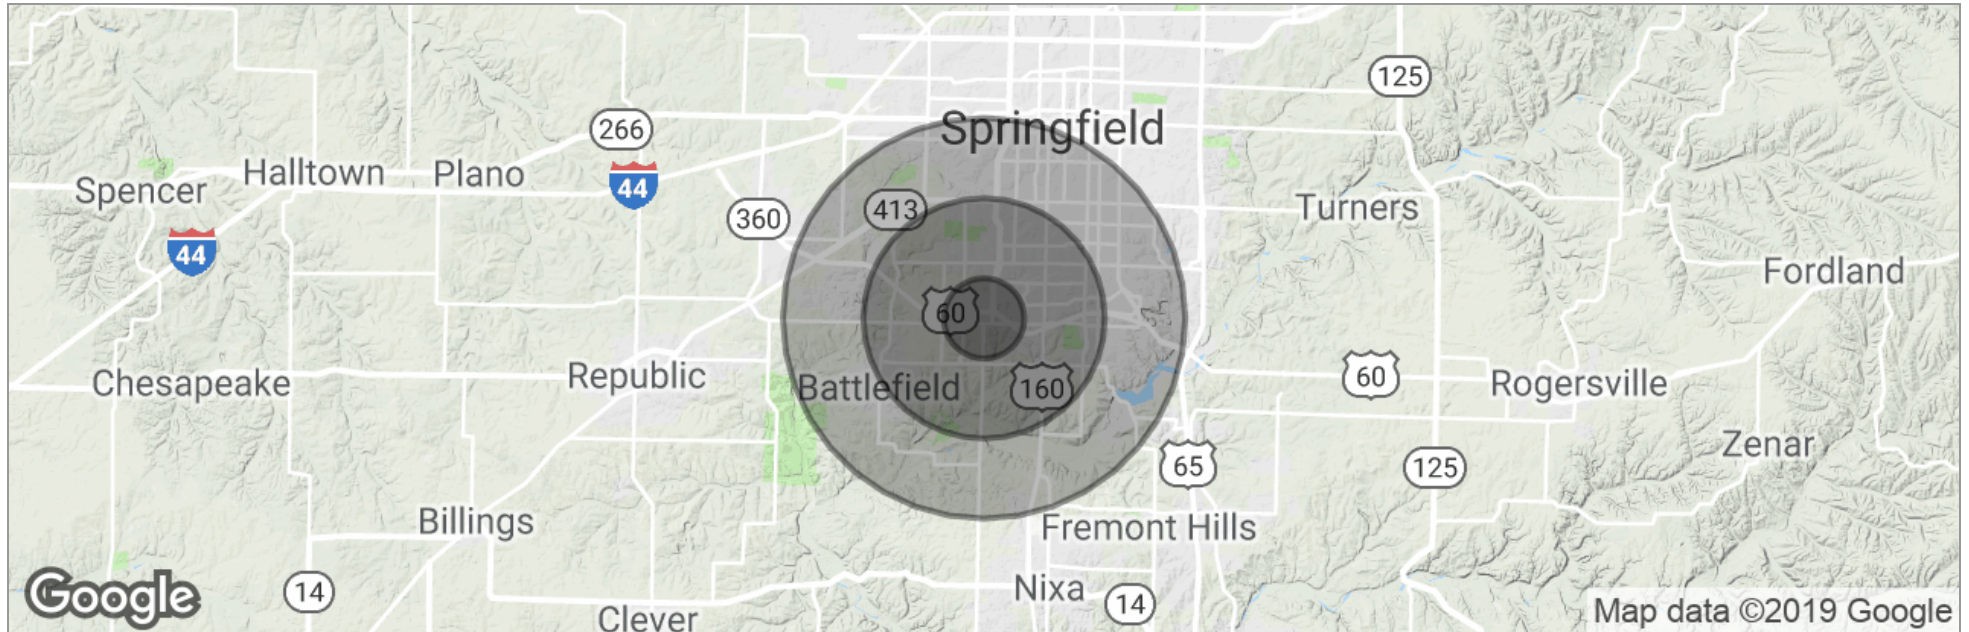 125
Springfield
266
Halltown
Plano
44
Spencer
413
360
Turners
44
Fordland
60
Chesapeake
Republic
Battlefield
160
60
Rogersville
Zenar
65
125
Billings
Fremont Hills
Google
14
Nixa
14
Clever
Map data ©2019 Google